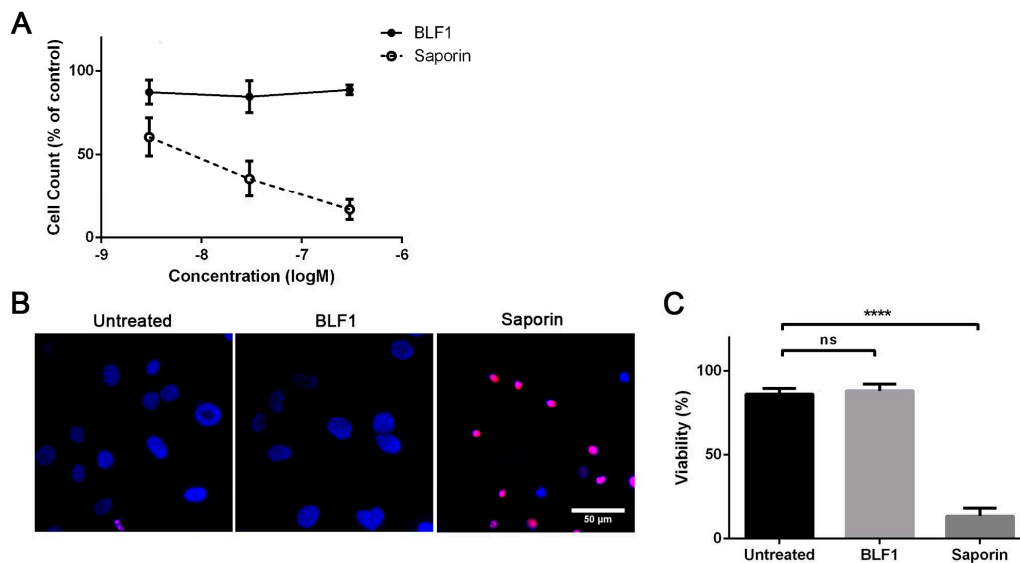 A
BLF1
Saporin
100
50
0
Cell Count (% of control)
-9 -8 -7 -6
Concentration (logM)
B
Untreated BLF1 Saporin
50 µm
C
****
ns
100
50
0
Viability (%)
Untreated BLF1 Saporin